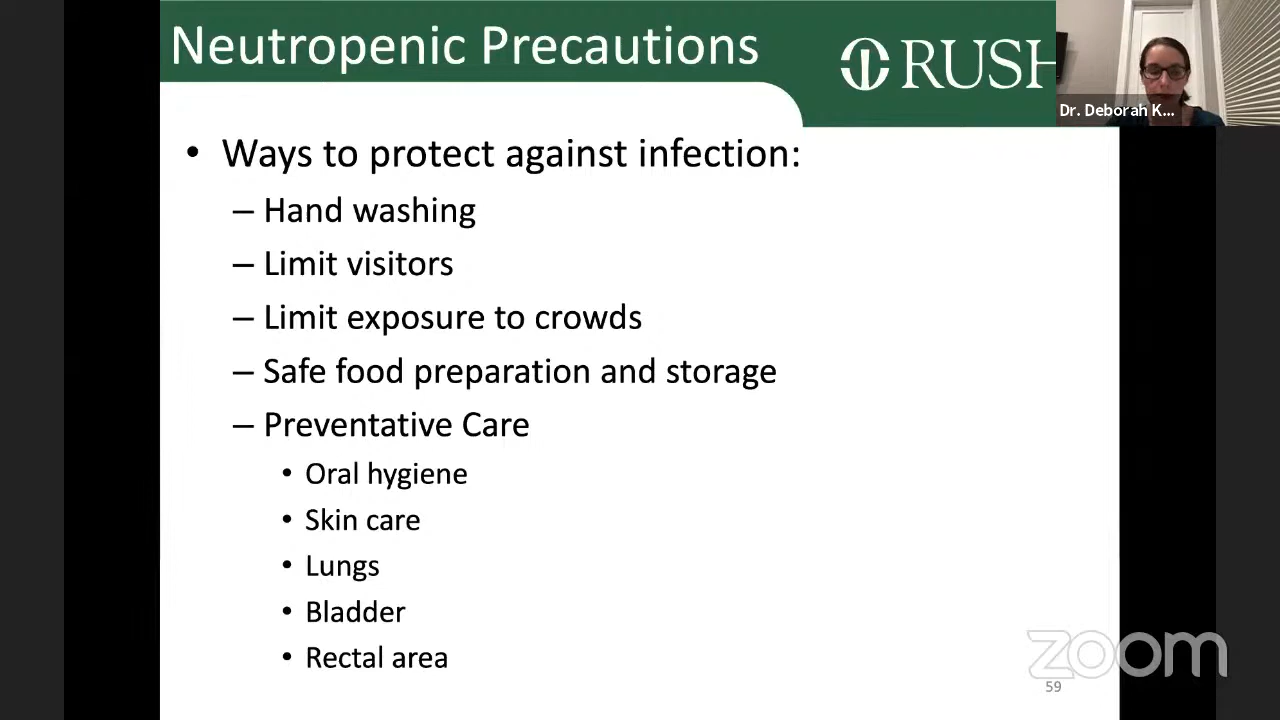 Neutropenic Precautions
RUSH
Dr. Deborah K...
• Ways to protect against infection:
– Hand washing
– Limit visitors
– Limit exposure to crowds
– Safe food preparation and storage
– Preventative Care
• Oral hygiene
• Skin care
• Lungs
• Bladder
• Rectal area
zoom
59